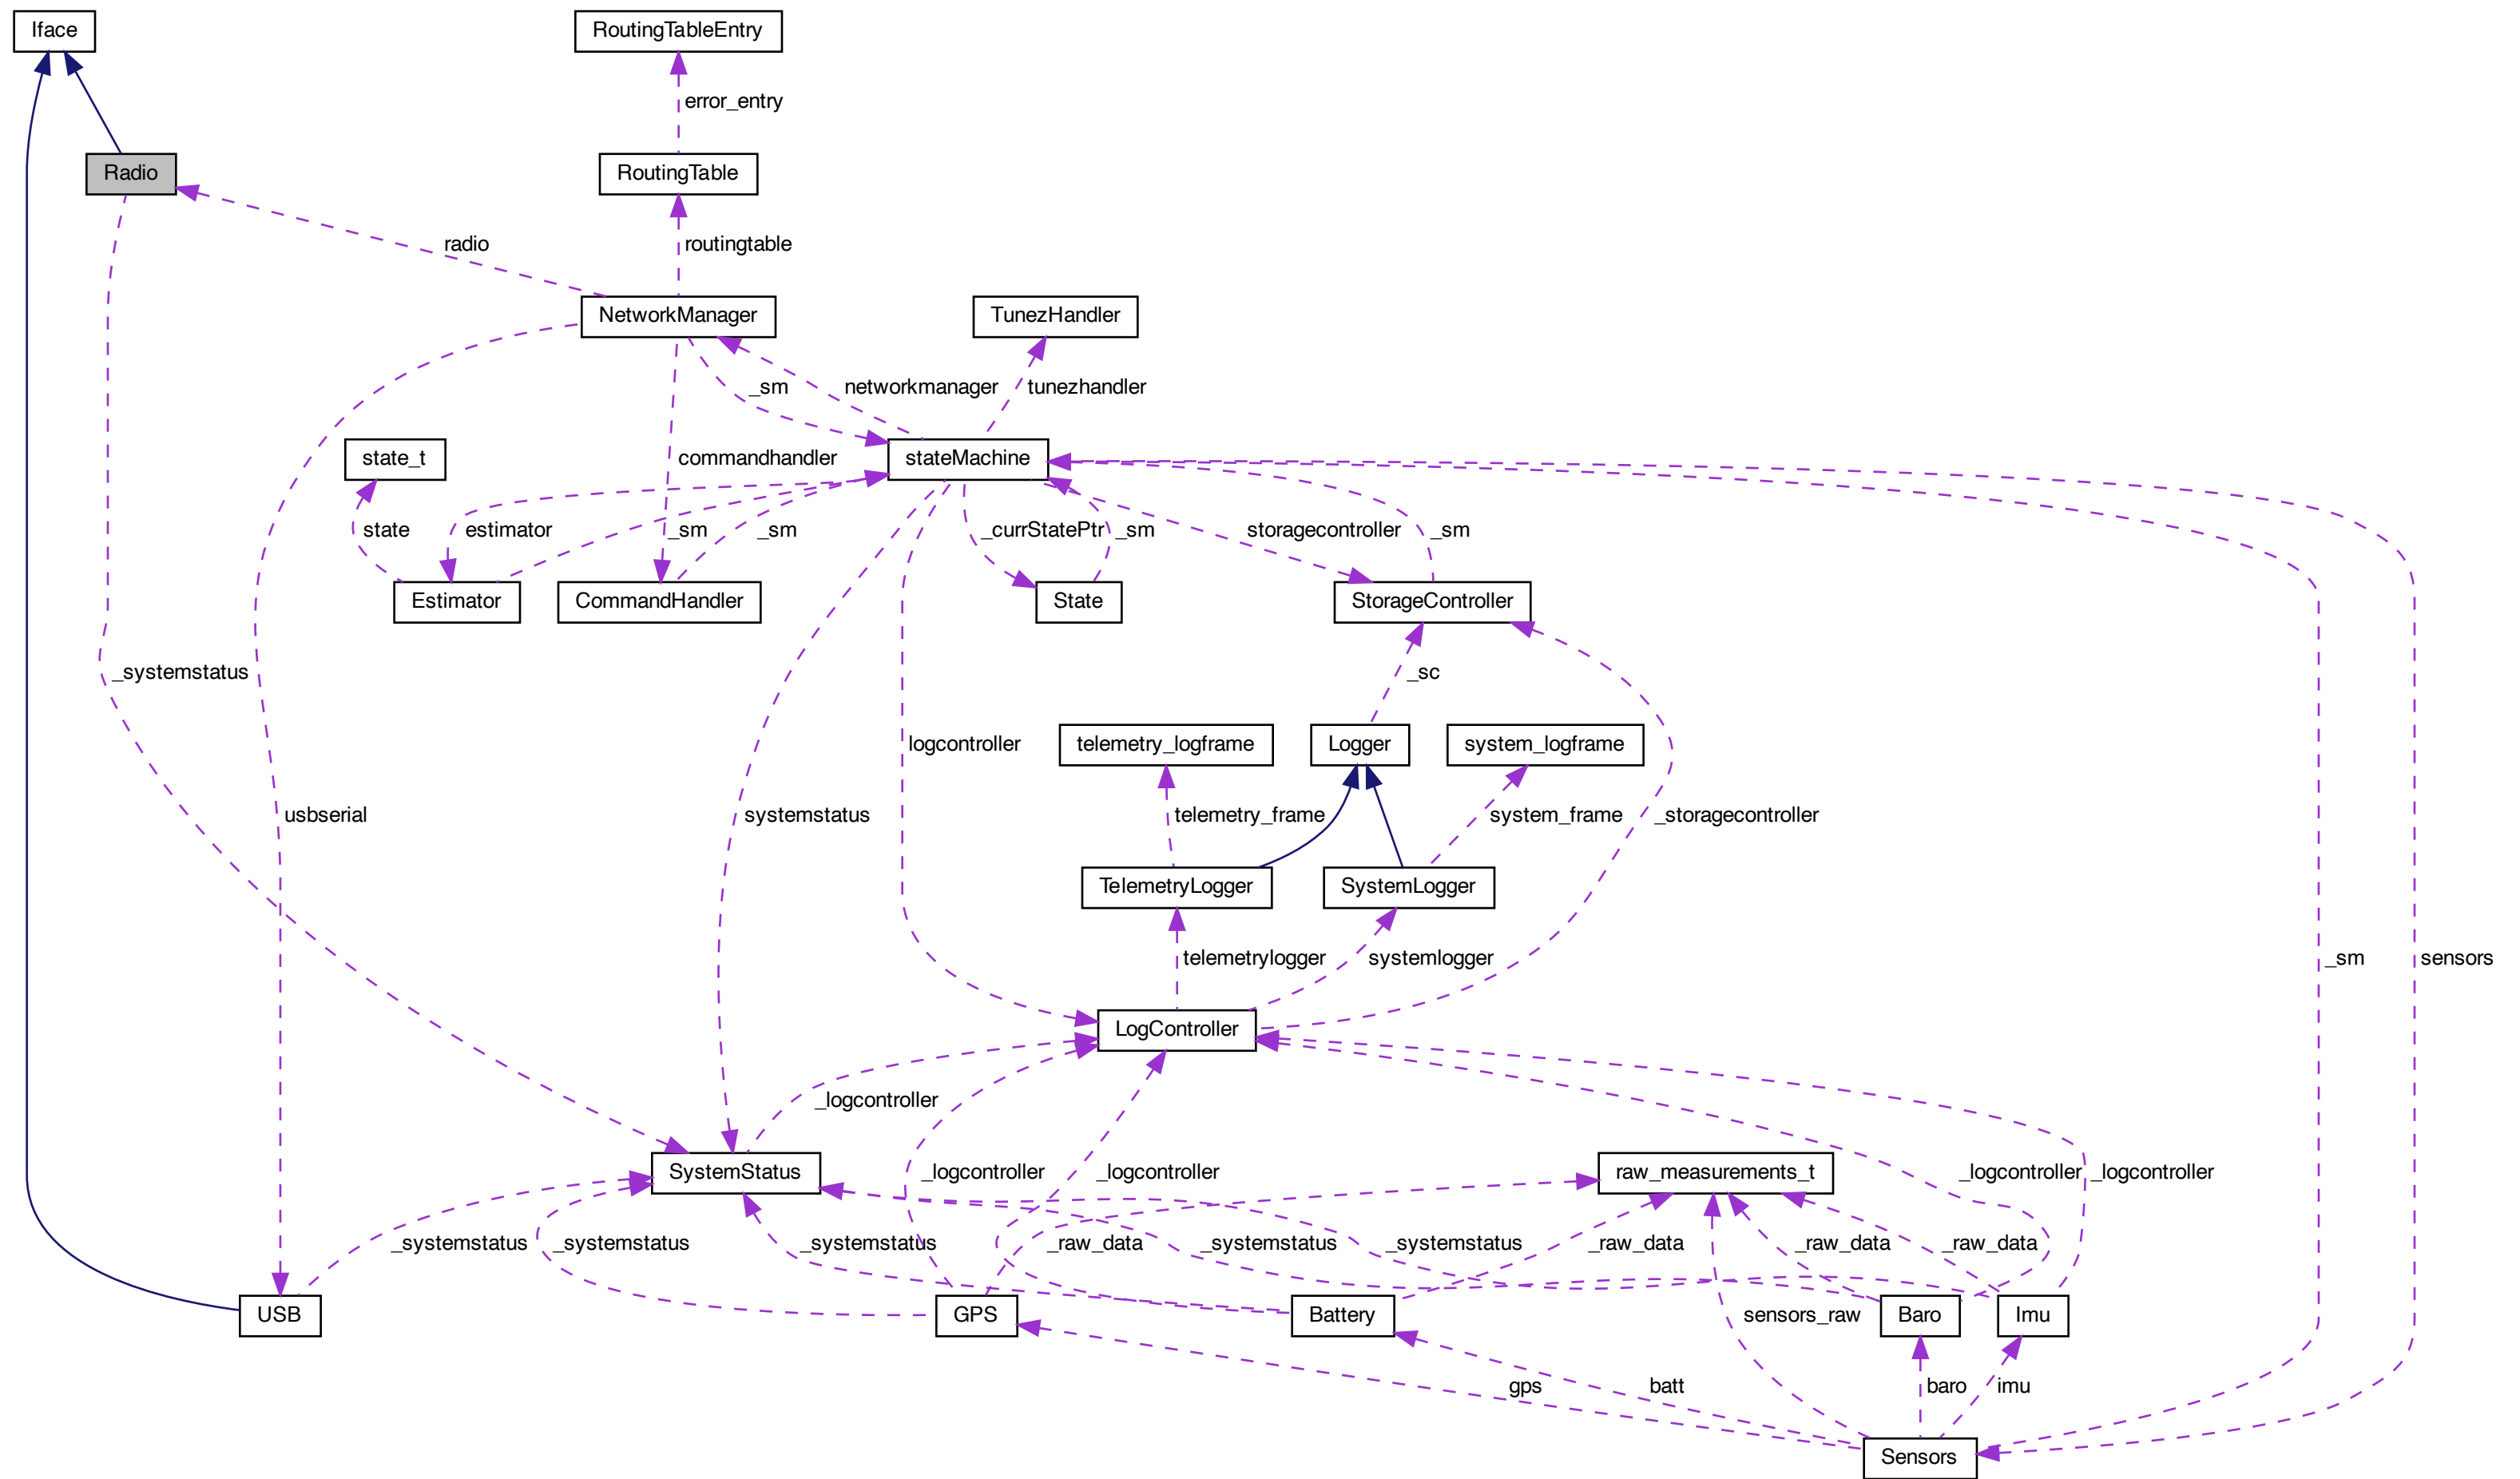 Iface
RoutingTableEntry
error_entry
Radio
RoutingTable
radio
routingtable
NetworkManager
TunezHandler
_sm
networkmanager
tunezhandler
state_t
commandhandler
stateMachine
state
estimator
_sm
_sm
_currStatePtr
_sm
storagecontroller
_sm
Estimator
CommandHandler
State
StorageController
_systemstatus
_sc
logcontroller
telemetry_logframe
Logger
system_logframe
usbserial
systemstatus
telemetry_frame
system_frame
_storagecontroller
TelemetryLogger
SystemLogger
telemetrylogger
systemlogger
_sm
sensors
LogController
_logcontroller
SystemStatus
_logcontroller
_logcontroller
raw_measurements_t
_logcontroller
_logcontroller
_systemstatus
_systemstatus
_systemstatus
_raw_data
_systemstatus
_systemstatus
_raw_data
_raw_data
_raw_data
USB
GPS
Battery
sensors_raw
Baro
Imu
gps
batt
baro
imu
Sensors